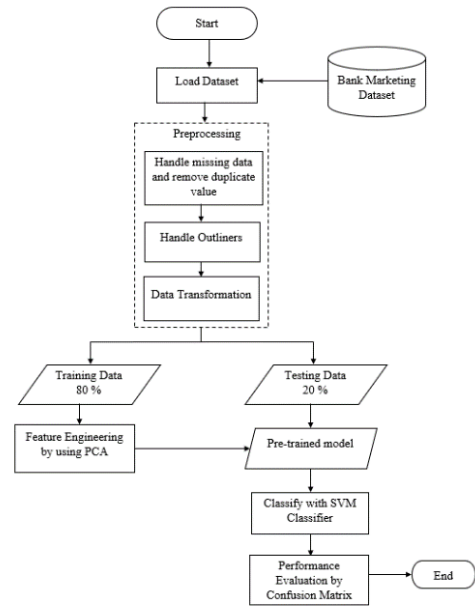 Start
Load Dataset
Bank Marketing
Dataset
Preprocessing
Handle missing data
and remove duplicate
value
Handle Outliners
Data Transformation
Training Data
80 %
Testing Data
20 %
Feature Engineering
by using PCA
Pre-trained model
Classify with SVM
Classifier
Performance
Evaluation by
Confusion Matrix
End